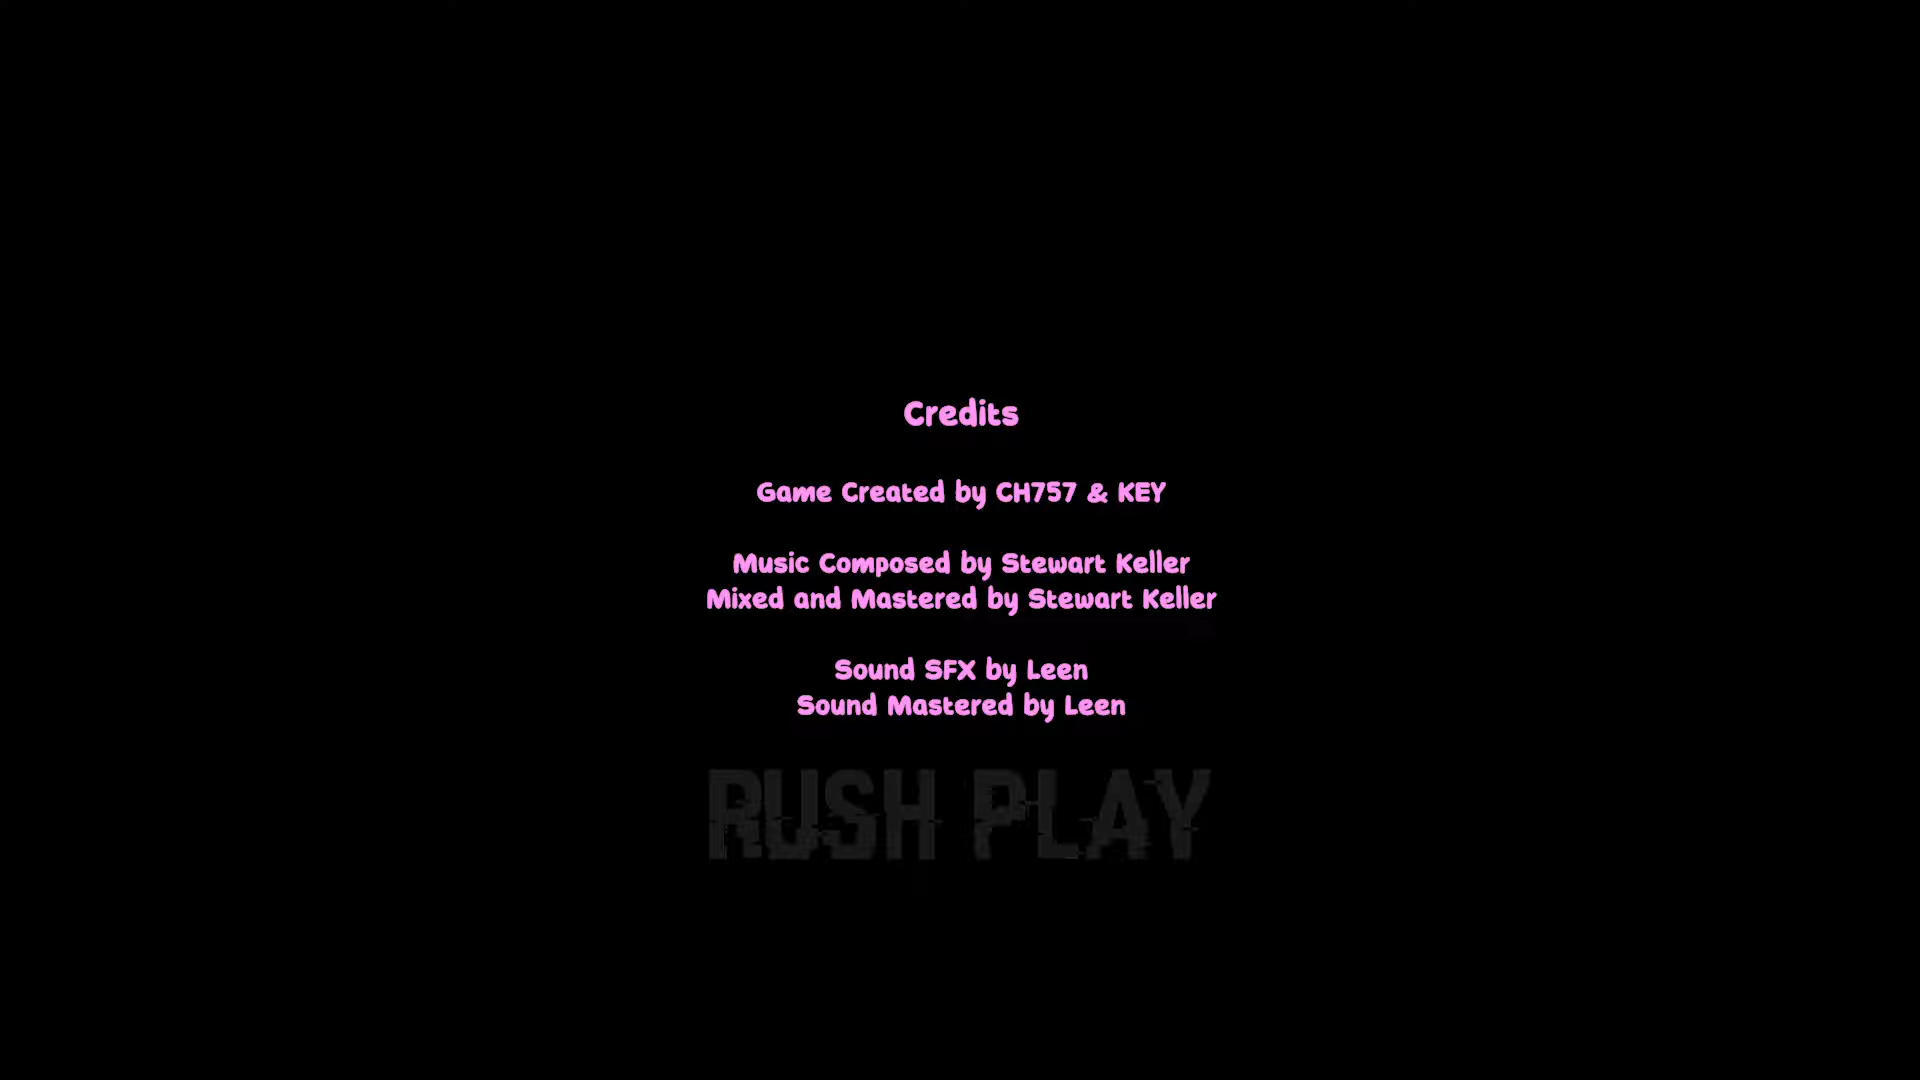 Credits
Game Created by CH757 & KEY
Music Composed by Stewart Keller
Mixed and Mastered by Stewart Keller
Sound SFX by Leen
Sound Mastered by Leen
RUSH PLAY